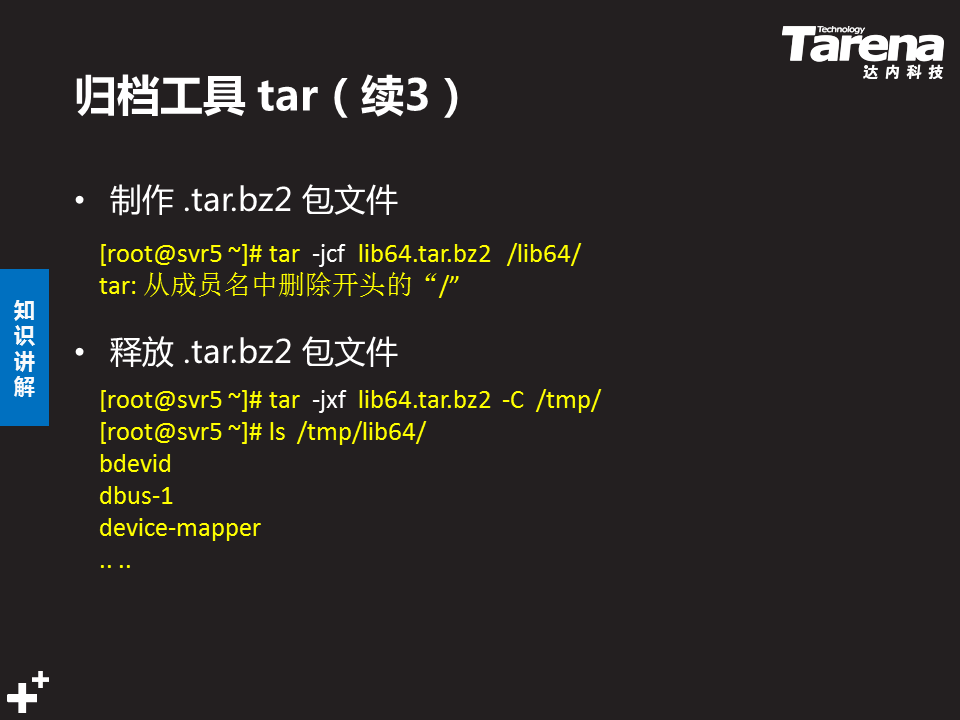 Technology
Tarena
达内科技
归档工具 tar（续3）
• 制作 .tar.bz2 包文件
[root@svr5 ~]# tar -jcf lib64.tar.bz2 /lib64/
tar: 从成员名中删除开头的“/”
知识讲解
• 释放 .tar.bz2 包文件
[root@svr5 ~]# tar -jxf lib64.tar.bz2 -C /tmp/
[root@svr5 ~]# ls /tmp/lib64/
bdevid
dbus-1
device-mapper
.. ..